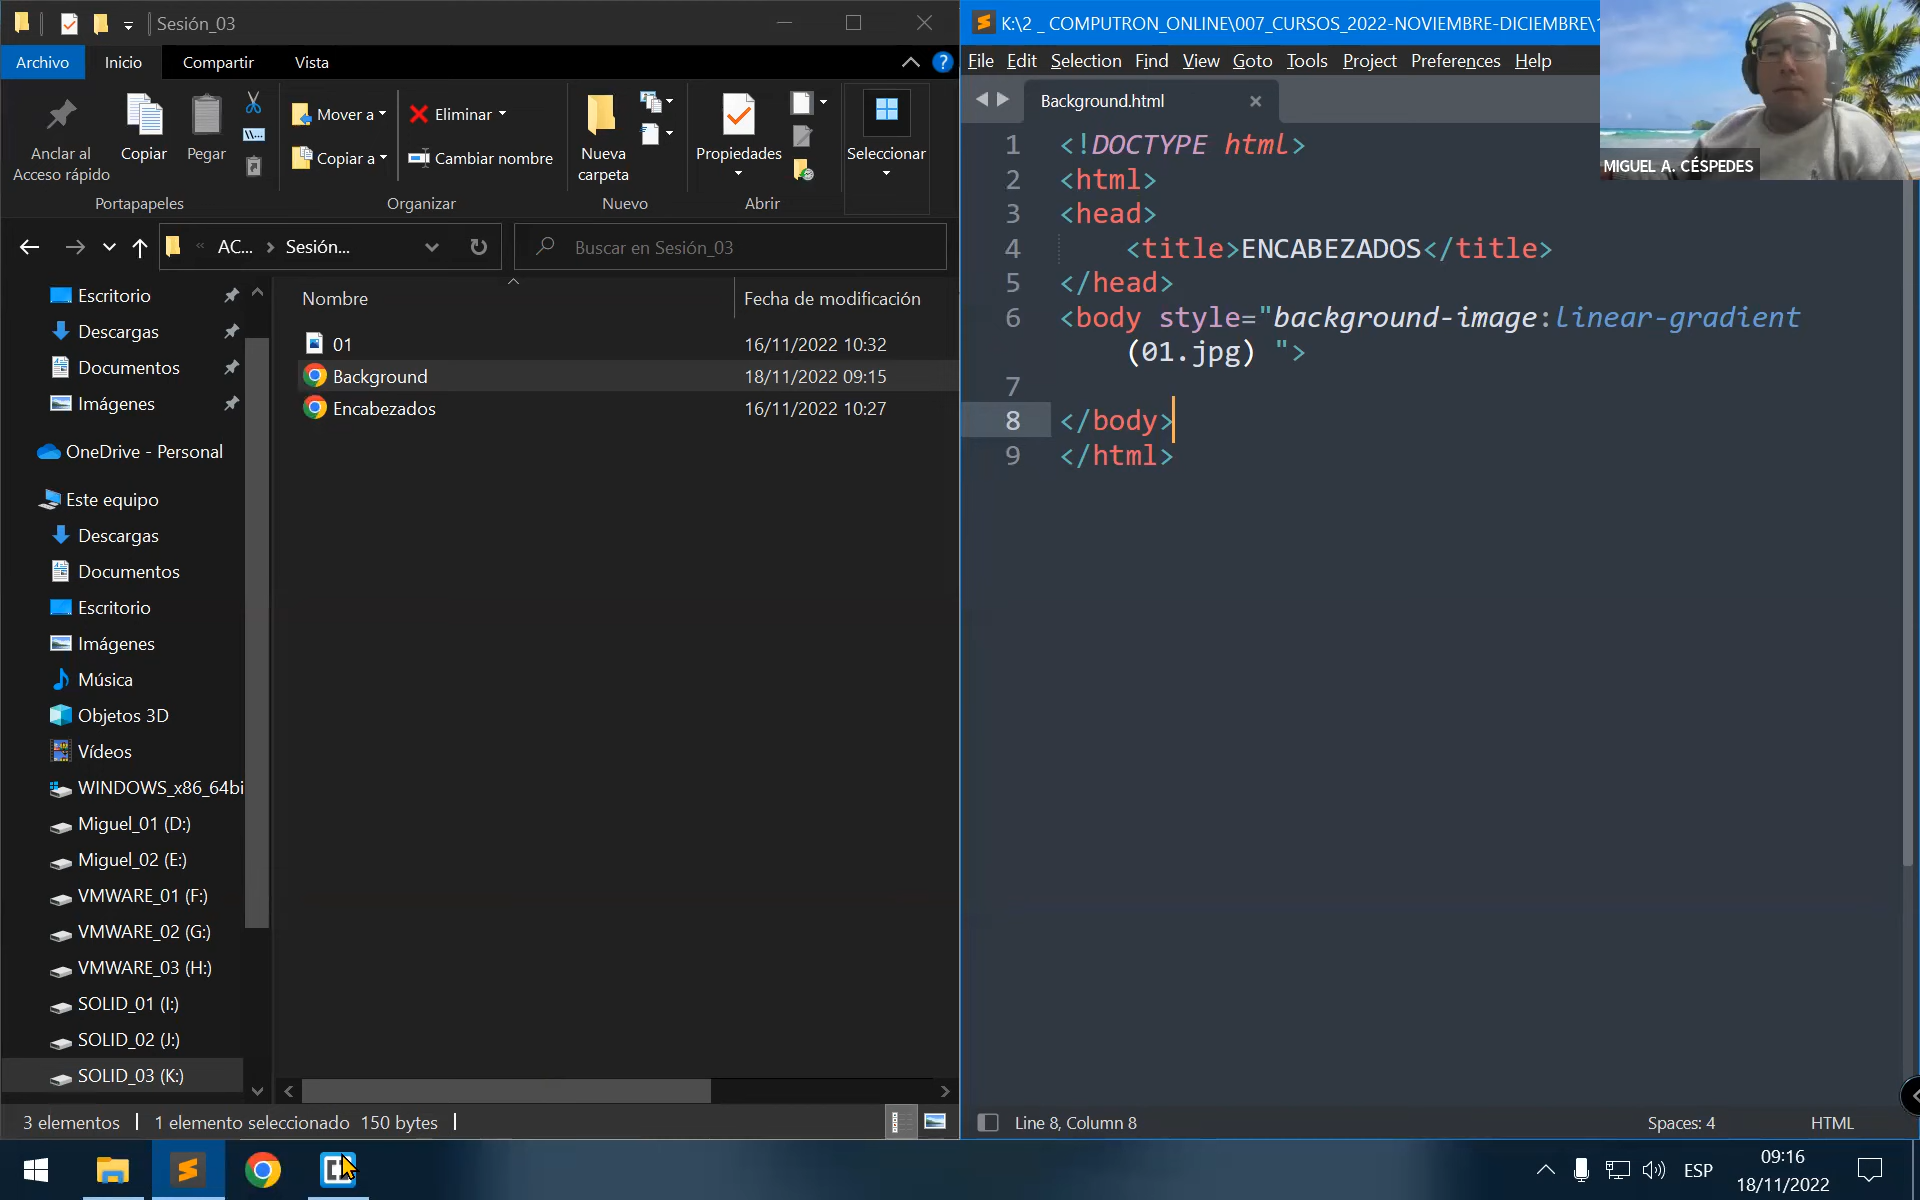 Sesión_03
Archivo
Inicio
Compartir
Vista
Anclar al
Acceso rápido
Copiar
Pegar
Portapapeles
Mover a
Copiar a
Eliminar
Cambiar nombre
Organizar
Nueva
carpeta
Nuevo
Propiedades
Abrir
Seleccionar
« AC... > Sesión...
Buscar en Sesión_03
Escritorio
Descargas
Documentos
Imágenes
OneDrive - Personal
Este equipo
Descargas
Documentos
Escritorio
Imágenes
Música
Objetos 3D
Vídeos
WINDOWS_x86_64bi
Miguel_01 (D:)
Miguel_02 (E:)
VMWARE_01 (F:)
VMWARE_02 (G:)
VMWARE_03 (H:)
SOLID_01 (I:)
SOLID_02 (J:)
SOLID_03 (K:)
Nombre Fecha de modificación
01 16/11/2022 10:32
Background 18/11/2022 09:15
Encabezados 16/11/2022 10:27
3 elementos 1 elemento seleccionado 150 bytes
K:\2 _ COMPUTRON_ONLINE\007_CURSOS_2022-NOVIEMBRE-DICIEMBRE\
File Edit Selection Find View Goto Tools Project Preferences Help
Background.html
1 <!DOCTYPE html>
2 <html>
3 <head>
4 <title>ENCABEZADOS</title>
5 </head>
6 <body style="background-image:linear-gradient
(01.jpg) ">
7
8 </body>
9 </html>
Line 8, Column 8
Spaces: 4
HTML
MIGUEL A. CÉSPEDES
ESP
09:16
18/11/2022